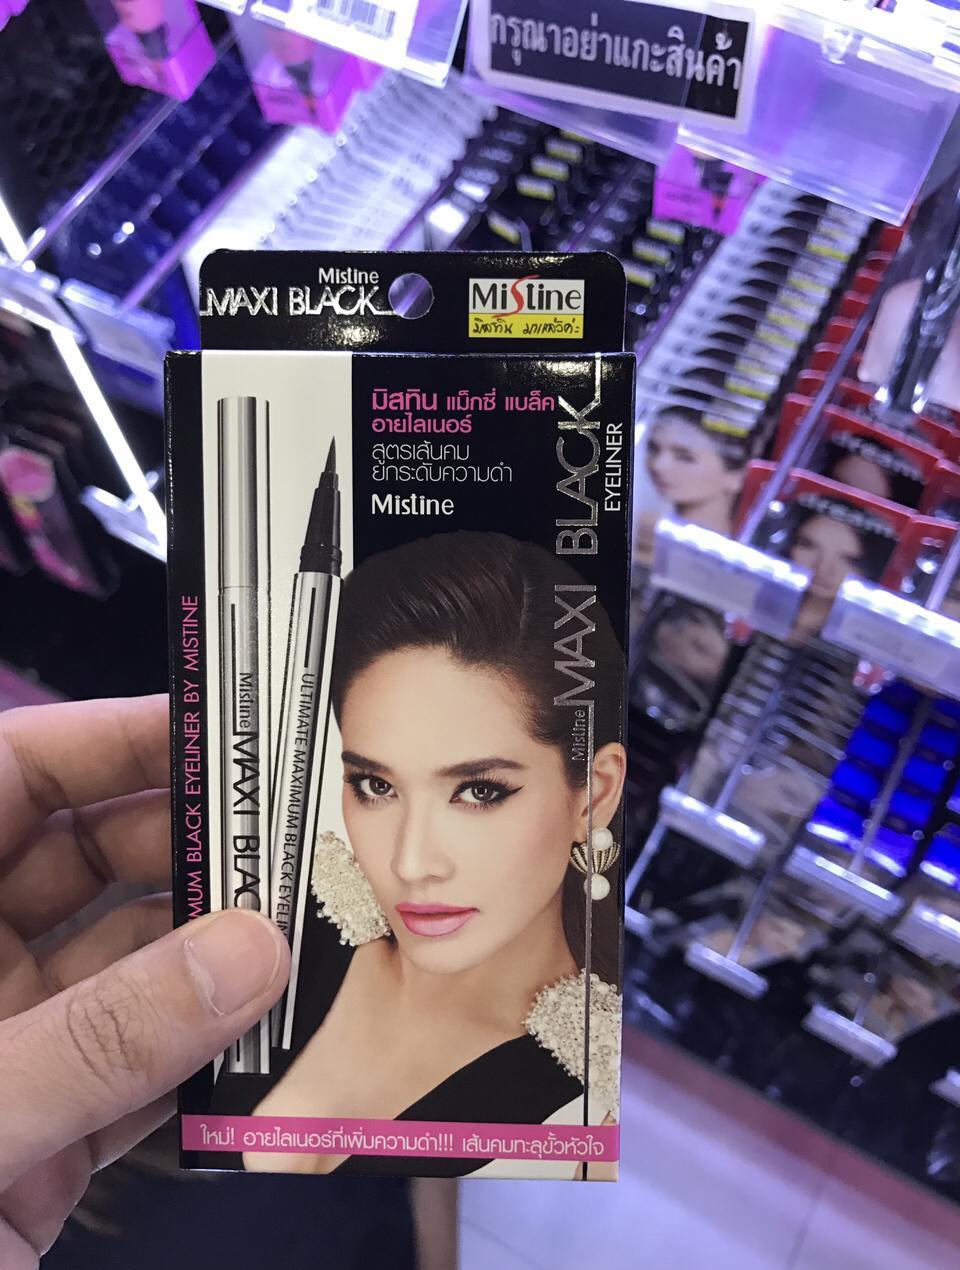 กรุณาอย่าแกะสินค้า
Mistine
MAXI BLACK
Mistine
มิสทิน มาแล้วค่ะ
มิสทิน แม็กซี่ แบล็ค
อายไลเนอร์
สูตรเส้นคม
ยกระดับความดำ
Mistine
Mistine MAXI BLACK
EYELINER
MUM BLACK EYELINER BY MISTINE
Mistine MAXI BLAC
ULTIMATE MAXIMUM BLACK EYELIN
ใหม่! อายไลเนอร์ที่เพิ่มความดำ!!! เส้นคมทะลุขั้วหัวใจ